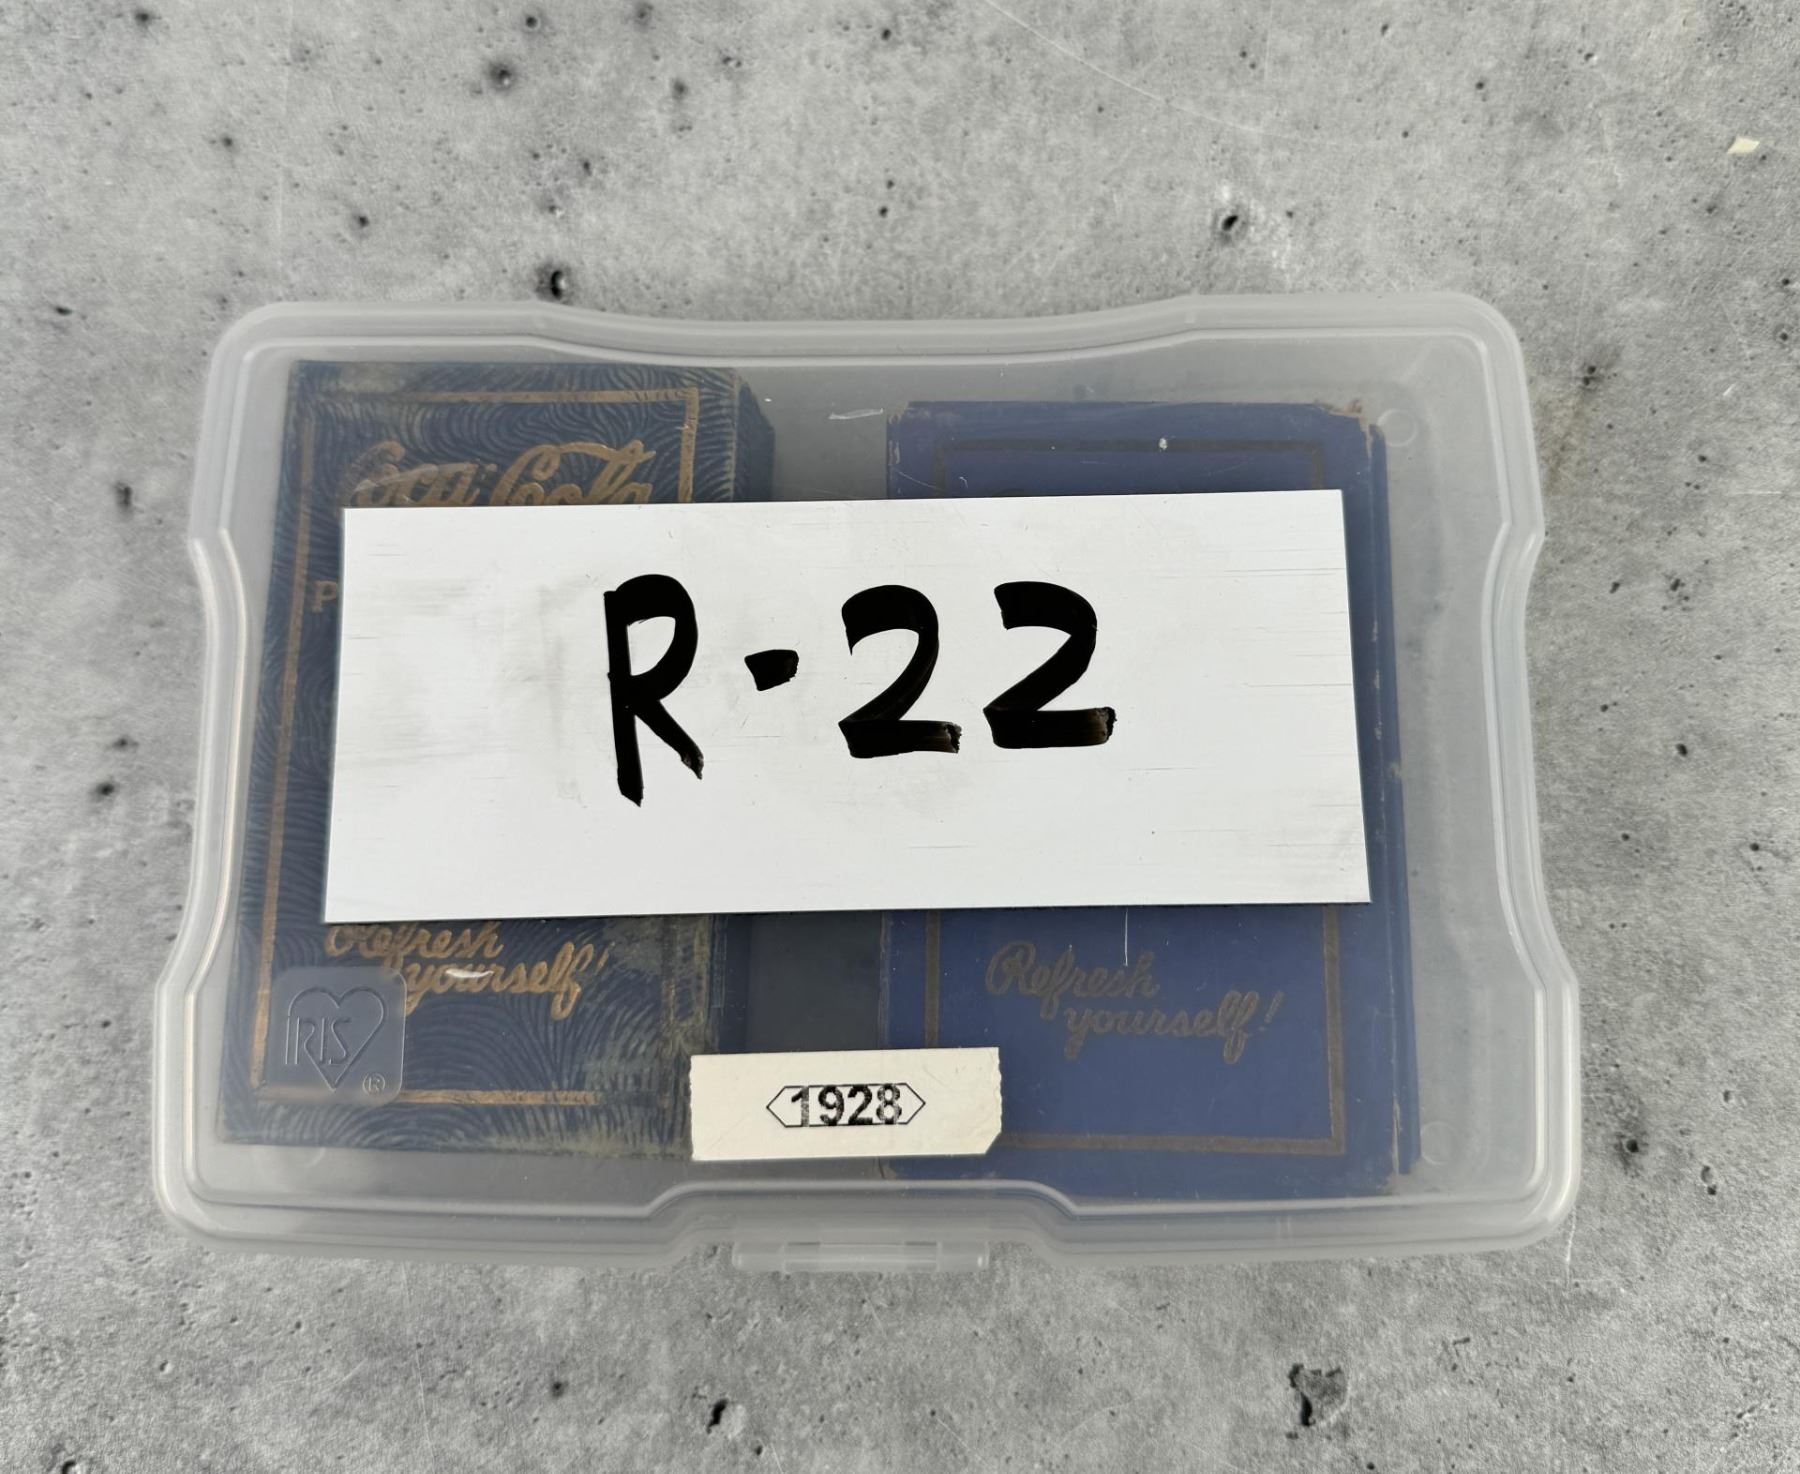 Coca-Cola
P
R-22
Refresh
yourself!
Refresh
yourself!
IRIS
®
1928